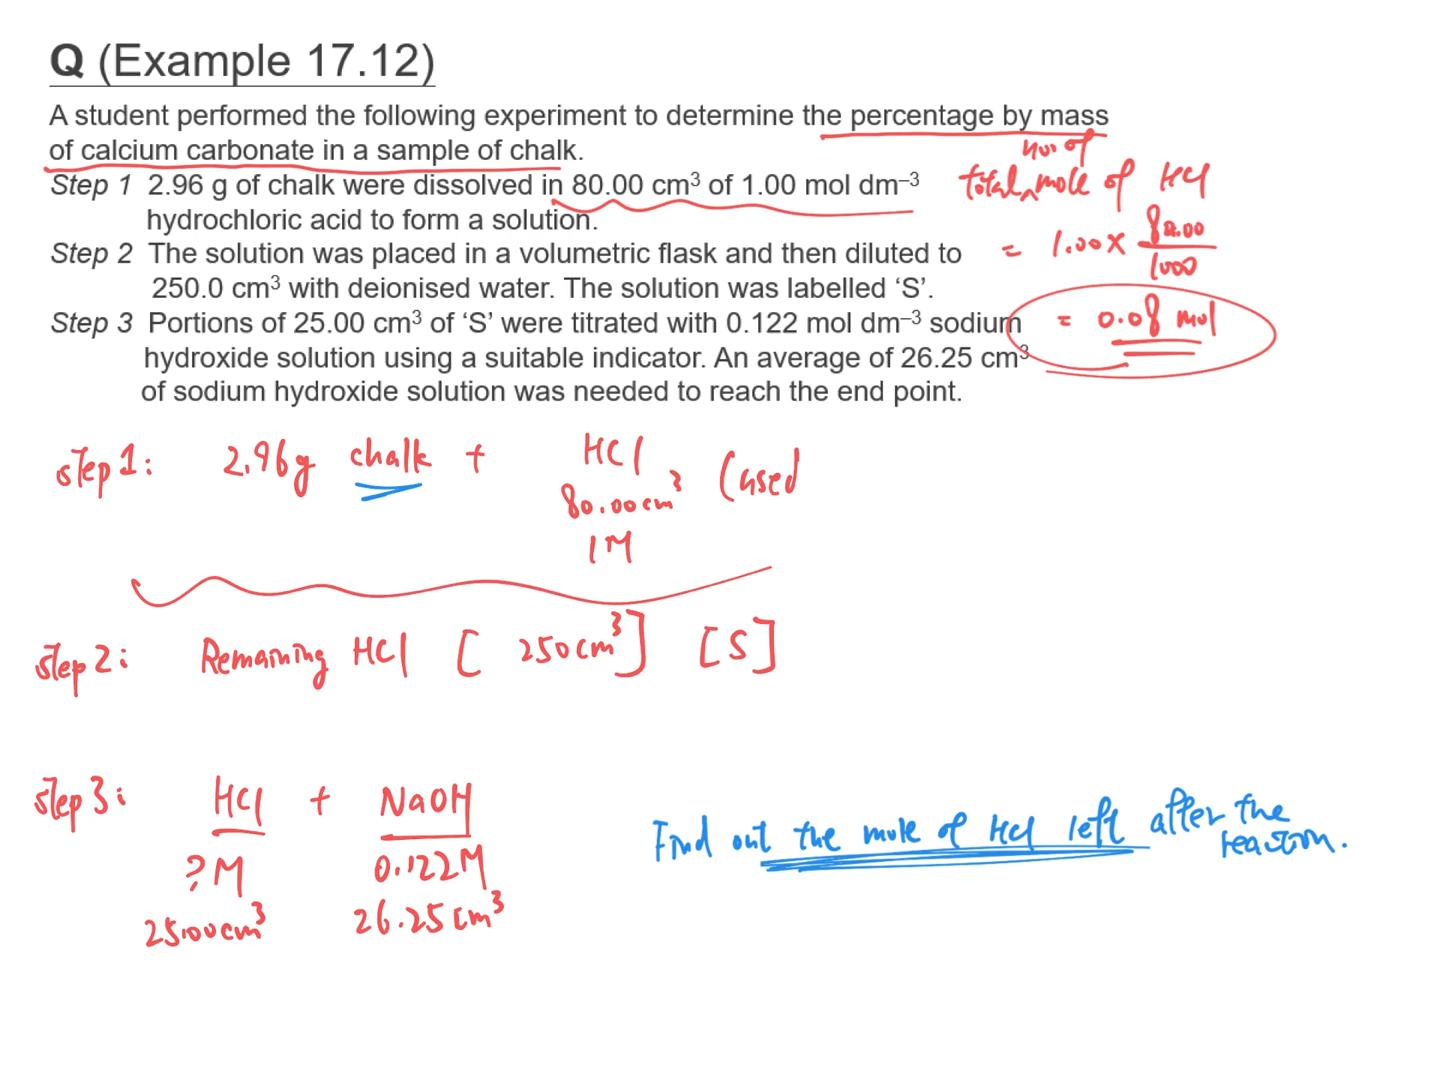 Q (Example 17.12)
A student performed the following experiment to determine the percentage by mass
of calcium carbonate in a sample of chalk.
Step 1 2.96 g of chalk were dissolved in 80.00 cm³ of 1.00 mol dm⁻³
hydrochloric acid to form a solution.
Step 2 The solution was placed in a volumetric flask and then diluted to
250.0 cm³ with deionised water. The solution was labelled ‘S’.
Step 3 Portions of 25.00 cm³ of ‘S’ were titrated with 0.122 mol dm⁻³ sodium
hydroxide solution using a suitable indicator. An average of 26.25 cm³
of sodium hydroxide solution was needed to reach the end point.
no. of
total mole of HCl
= 1.00 × 80.00
1000
= 0.08 mol
step 1: 2.96g chalk + HCl (used
80.00 cm³
1M
step 2: Remaining HCl [ 250cm³] [S]
step 3: HCl + NaOH
?M 0.122M
25.00cm³ 26.25cm³
Find out the mole of HCl left after the
reaction.